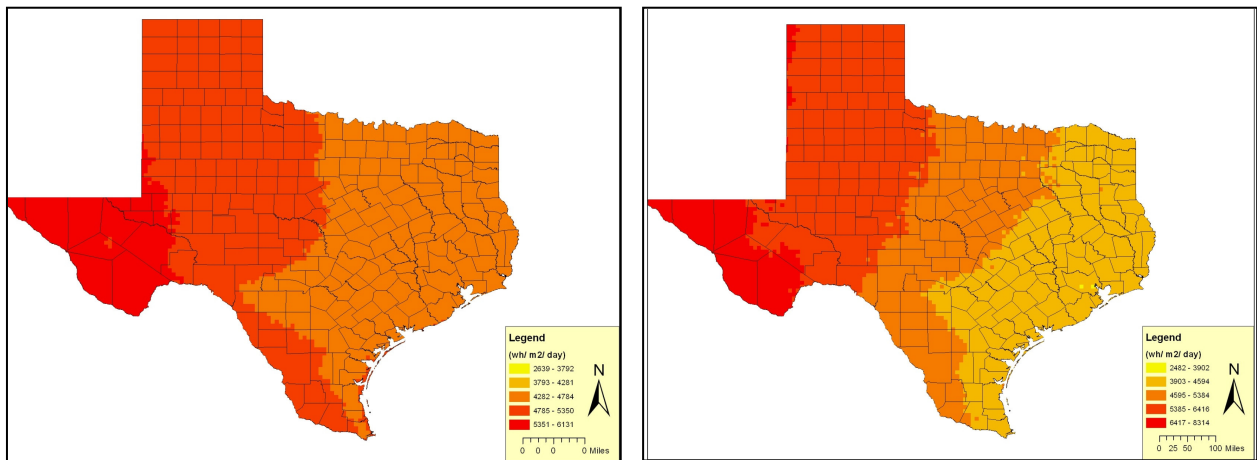 Legend
(wh/ m2/ day)
2639 - 3792
3793 - 4281
4282 - 4784
4785 - 5350
5351 - 6131
N
0 0 0 Miles
Legend
(wh/ m2/ day)
2482 - 3902
3903 - 4594
4595 - 5384
5385 - 6416
6417 - 8314
N
0 25 50 100 Miles